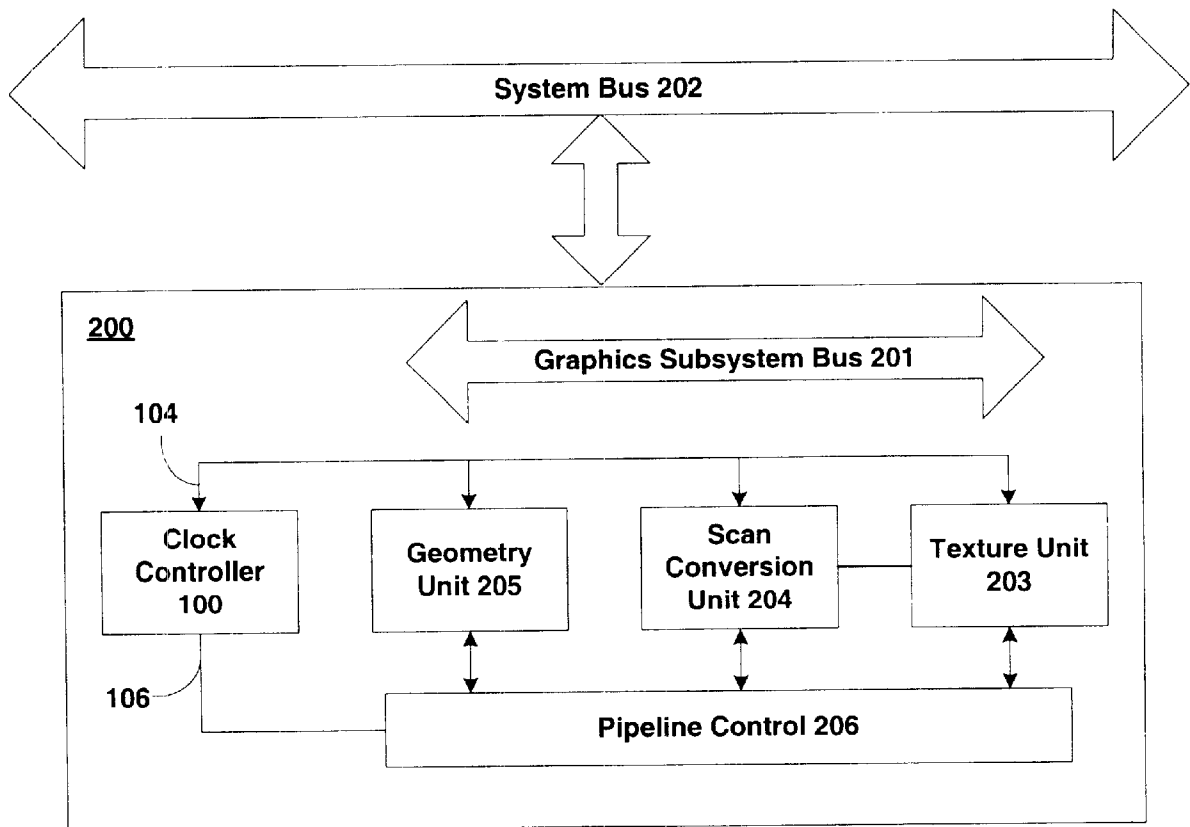 System Bus 202
200
Graphics Subsystem Bus 201
104
Clock
Controller
100
Geometry
Unit 205
Scan
Conversion
Unit 204
Texture Unit
203
106
Pipeline Control 206